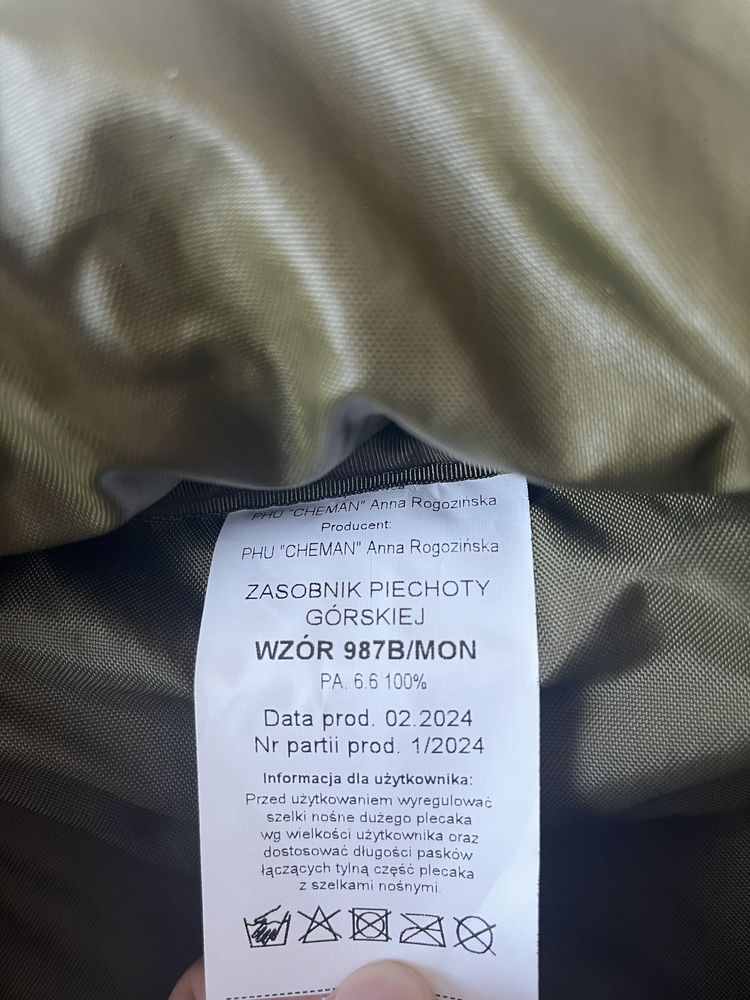 PHU "CHEMAN" Anna Rogozińska
Producent:
PHU "CHEMAN" Anna Rogozińska
ZASOBNIK PIECHOTY
GÓRSKIEJ
WZÓR 987B/MON
PA. 6.6 100%
Data prod. 02.2024
Nr partii prod. 1/2024
Informacja dla użytkownika:
Przed użytkowaniem wyregulować
szelki nośne dużego plecaka
wg wielkości użytkownika oraz
dostosować długości pasków
łączących tylną część plecaka
z szelkami nośnymi.